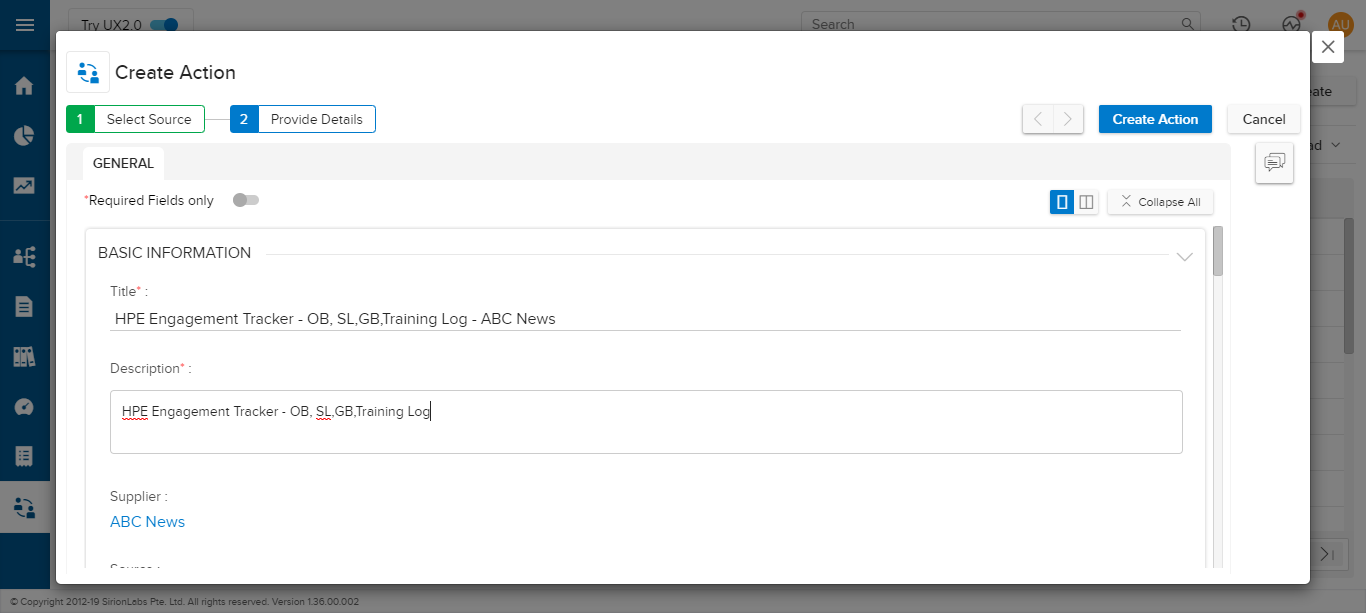 Try UX2.0
Search
AU
Create Action
1 Select Source
2 Provide Details
Create Action
Cancel
eate
ad
GENERAL
*Required Fields only
Collapse All
BASIC INFORMATION
Title* :
HPE Engagement Tracker - OB, SL,GB,Training Log - ABC News
Description* :
HPE Engagement Tracker - OB, SL,GB,Training Log
Supplier :
ABC News
© Copyright 2012-19 SirionLabs Pte. Ltd. All rights reserved. Version 1.36.00.002